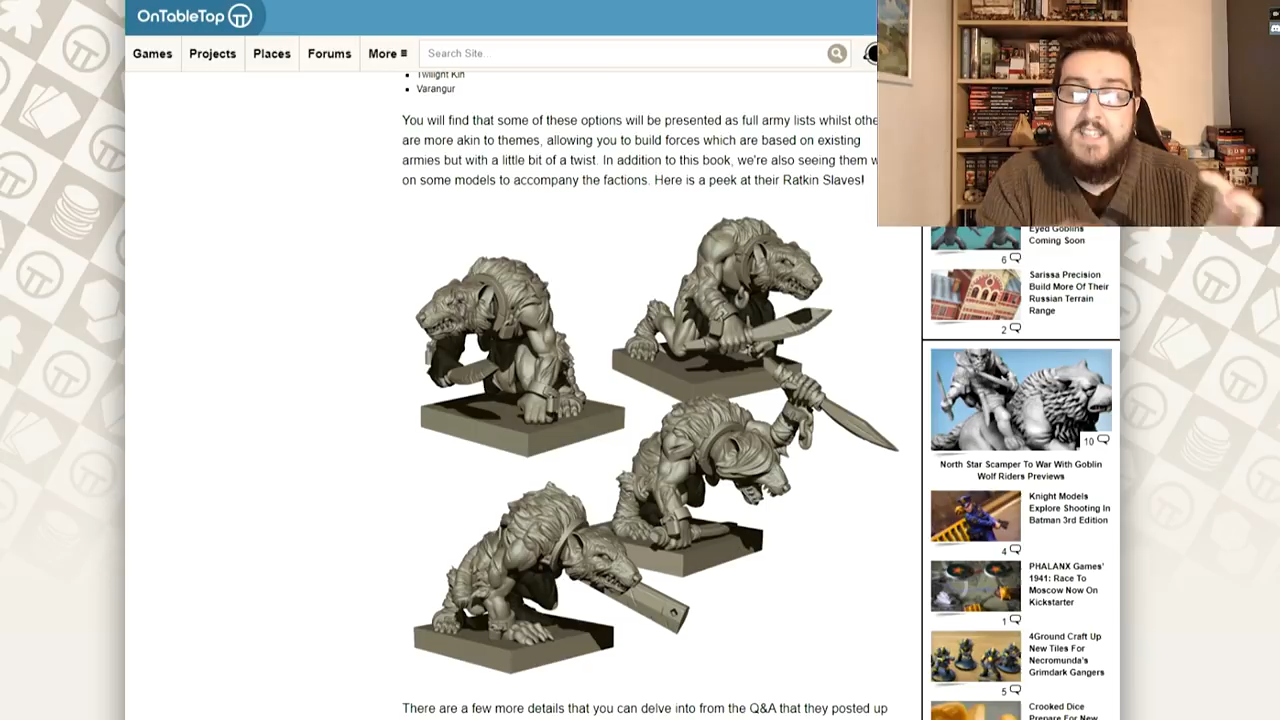 OnTableTop
Games
Projects
Places
Forums
More
Search Site...
Twilight Kin
Varangur
You will find that some of these options will be presented as full army lists whilst
are more akin to themes, allowing you to build forces which are based on existing
armies but with a little bit of a twist. In addition to this book, we're also seeing them
on some models to accompany the factions. Here is a peek at their Ratkin Slaves!
There are a few more details that you can delve into from the Q&A that they posted up
Eyed Goblins
Coming Soon
6
Sarissa Precision
Build More Of Their
Russian Terrain
Range
2
10
North Star Scamper To War With Goblin
Wolf Riders Previews
Knight Models
Explore Shooting In
Batman 3rd Edition
4
PHALANX Games'
1941: Race To
Moscow Now On
Kickstarter
1
4Ground Craft Up
New Tiles For
Necromunda's
Grimdark Gangers
5
Crooked Dice
Prepare For New